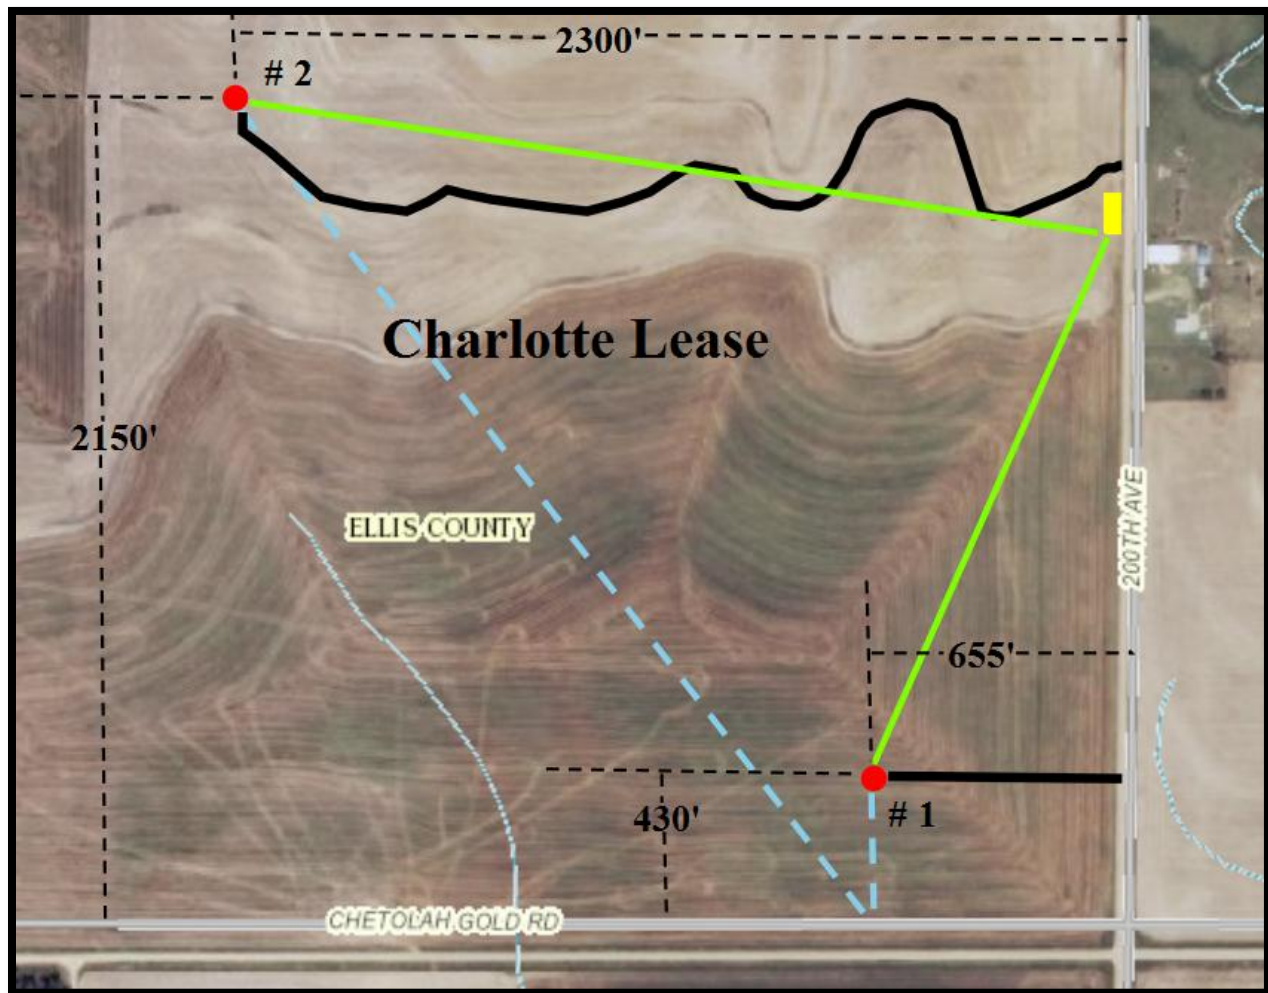 2300'
# 2
Charlotte Lease
2150'
ELLIS COUNTY
200TH AVE
655'
430'
# 1
CHETOLAH GOLD RD